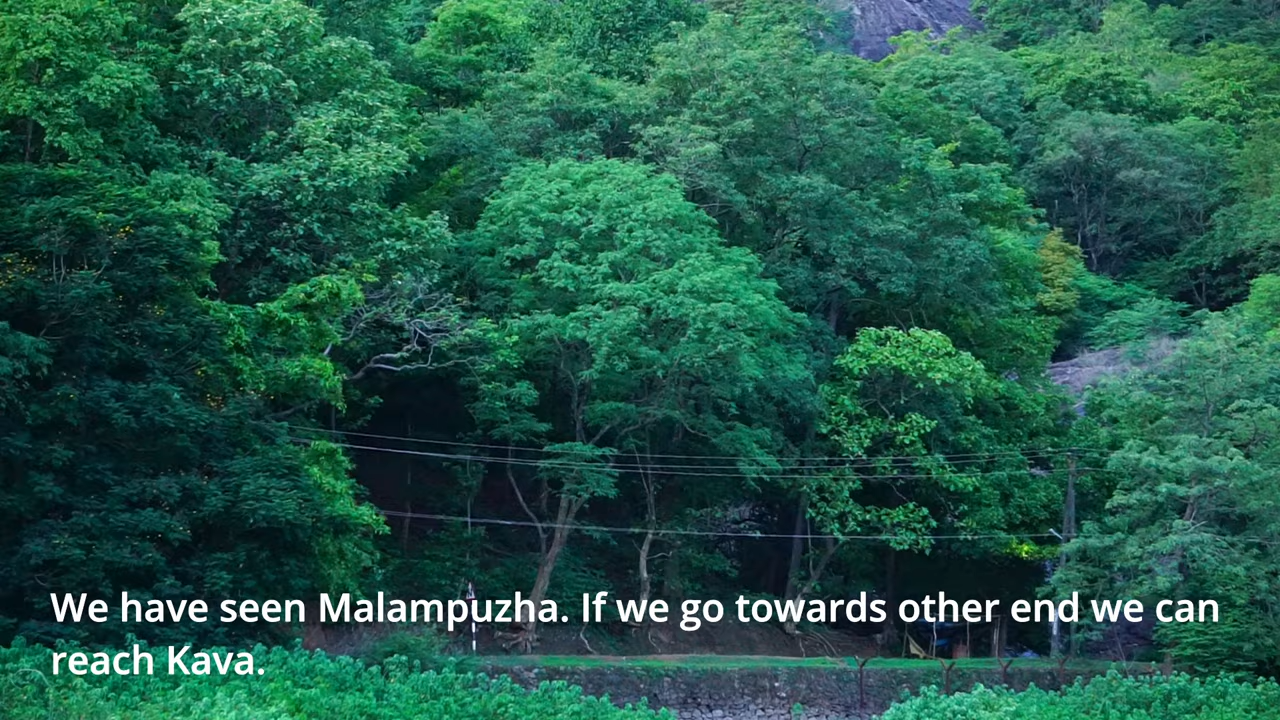 We have seen Malampuzha. If we go towards other end we can
reach Kava.